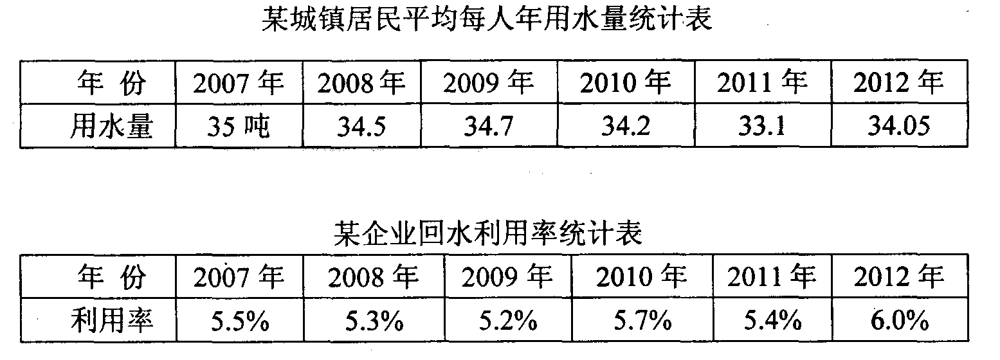 某城镇居民平均每人年用水量统计表
年 份 2007 年 2008 年 2009 年 2010 年 2011 年 2012 年
用水量 35 吨 34.5 34.7 34.2 33.1 34.05
某企业回水利用率统计表
年 份 2007 年 2008 年 2009 年 2010 年 2011 年 2012 年
利用率 5.5% 5.3% 5.2% 5.7% 5.4% 6.0%